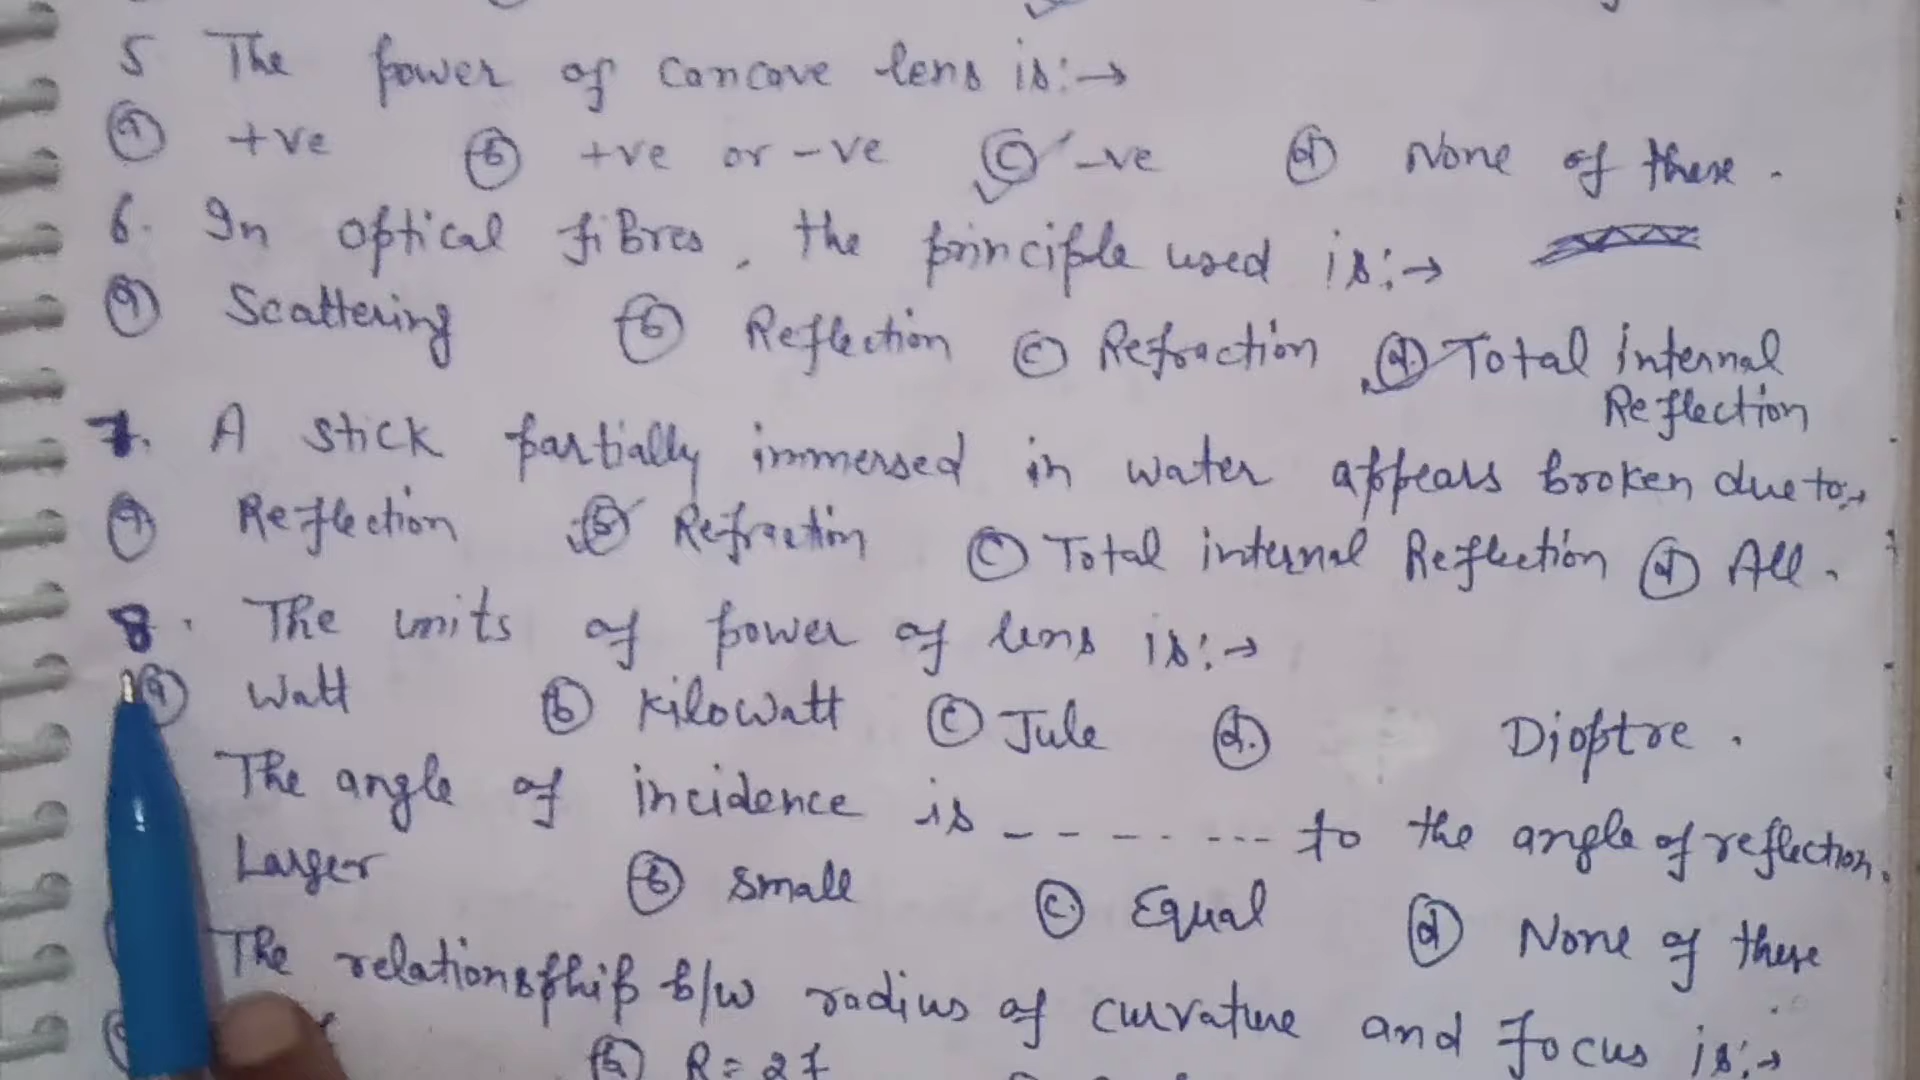 5 The power of concave lens is:→
(a) +ve (b) +ve or -ve (c) -ve (d) None of these.
6. In optical fibres, the principle used is:→
(a) Scattering (b) Reflection (c) Refraction (d) Total internal
Reflection
7. A stick partially immersed in water appears broken due to→
(a) Reflection (b) Refraction (c) Total internal Reflection (d) All.
8. The units of power of lens is:→
(a) Watt (b) Kilowatt (c) Jule (d) Dioptre.
The angle of incidence is ------- to the angle of reflection.
Larger (b) Small (c) Equal (d) None of these
The relationsphip b/w radius of curvature and focus is:→
(b) R = 2f